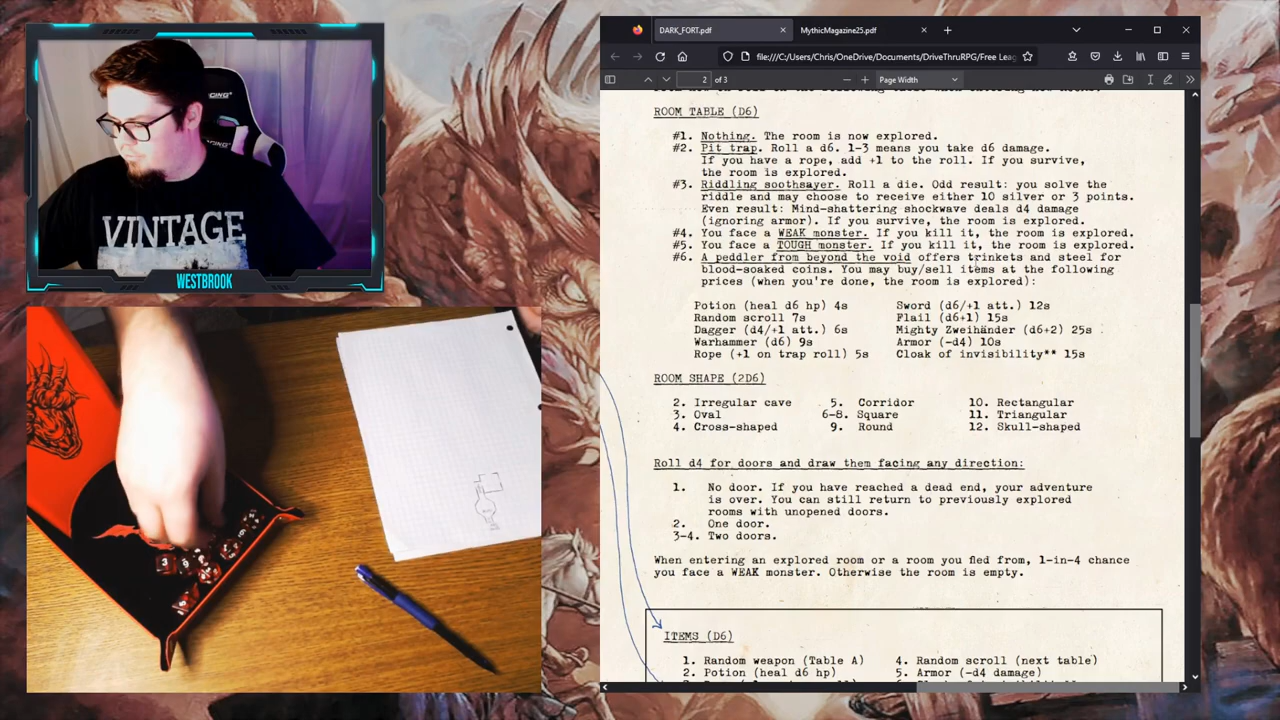 VINTAGE
WESTBROOK
DARK_FORT.pdf
MythicMagazine25.pdf
file:///C:/Users/Chris/OneDrive/Documents/DriveThruRPG/Free Leag
2
of 3
Page Width
ROOM TABLE (D6)
#1. Nothing. The room is now explored.
#2. Pit trap. Roll a d6. 1-3 means you take d6 damage.
If you have a rope, add +1 to the roll. If you survive,
the room is explored.
#3. Riddling soothsayer. Roll a die. Odd result: you solve the
riddle and may choose to receive either 10 silver or 3 points.
Even result: Mind-shattering shockwave deals d4 damage
(ignoring armor). If you survive, the room is explored.
#4. You face a WEAK monster. If you kill it, the room is explored.
#5. You face a TOUGH monster. If you kill it, the room is explored.
#6. A peddler from beyond the void offers trinkets and steel for
blood-soaked coins. You may buy/sell items at the following
prices (when you're done, the room is explored):
Potion (heal d6 hp) 4s
Random scroll 7s
Dagger (d4/+1 att.) 6s
Warhammer (d6) 9s
Rope (+1 on trap roll) 5s
Sword (d6/+1 att.) 12s
Flail (d6+1) 15s
Mighty Zweihänder (d6+2) 25s
Armor (-d4) 10s
Cloak of invisibility** 15s
ROOM SHAPE (2D6)
2. Irregular cave
3. Oval
4. Cross-shaped
5. Corridor
6-8. Square
9. Round
10. Rectangular
11. Triangular
12. Skull-shaped
Roll d4 for doors and draw them facing any direction:
1. No door. If you have reached a dead end, your adventure
is over. You can still return to previously explored
rooms with unopened doors.
2. One door.
3-4. Two doors.
When entering an explored room or a room you fled from, 1-in-4 chance
you face a WEAK monster. Otherwise the room is empty.
ITEMS (D6)
1. Random weapon (Table A)
2. Potion (heal d6 hp)
4. Random scroll (next table)
5. Armor (-d4 damage)